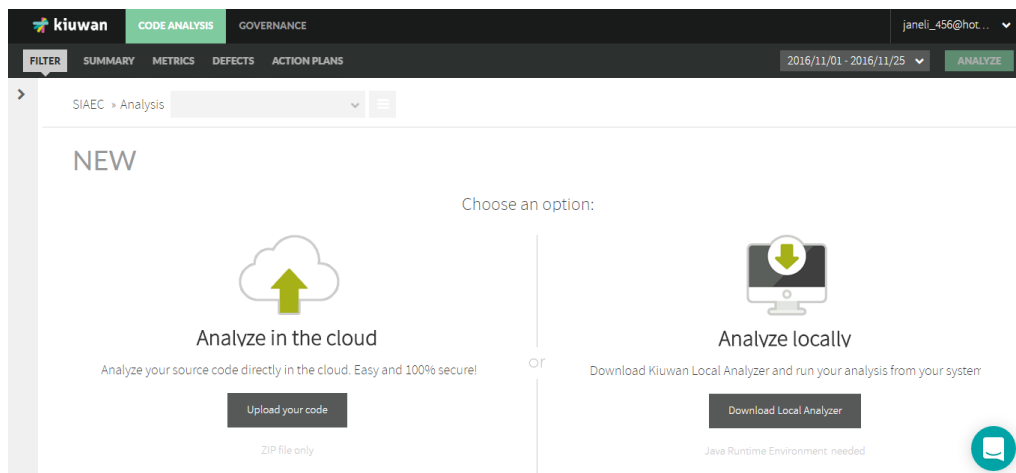 kiuwan CODE ANALYSIS GOVERNANCE janeli_456@hot...
FILTER SUMMARY METRICS DEFECTS ACTION PLANS 2016/11/01 - 2016/11/25 ANALYZE
SIAEC » Analysis
NEW
Choose an option:
Analyze in the cloud
Analyze your source code directly in the cloud. Easy and 100% secure!
Upload your code
ZIP file only
or
Analyze locally
Download Kiuwan Local Analyzer and run your analysis from your system
Download Local Analyzer
Java Runtime Environment needed